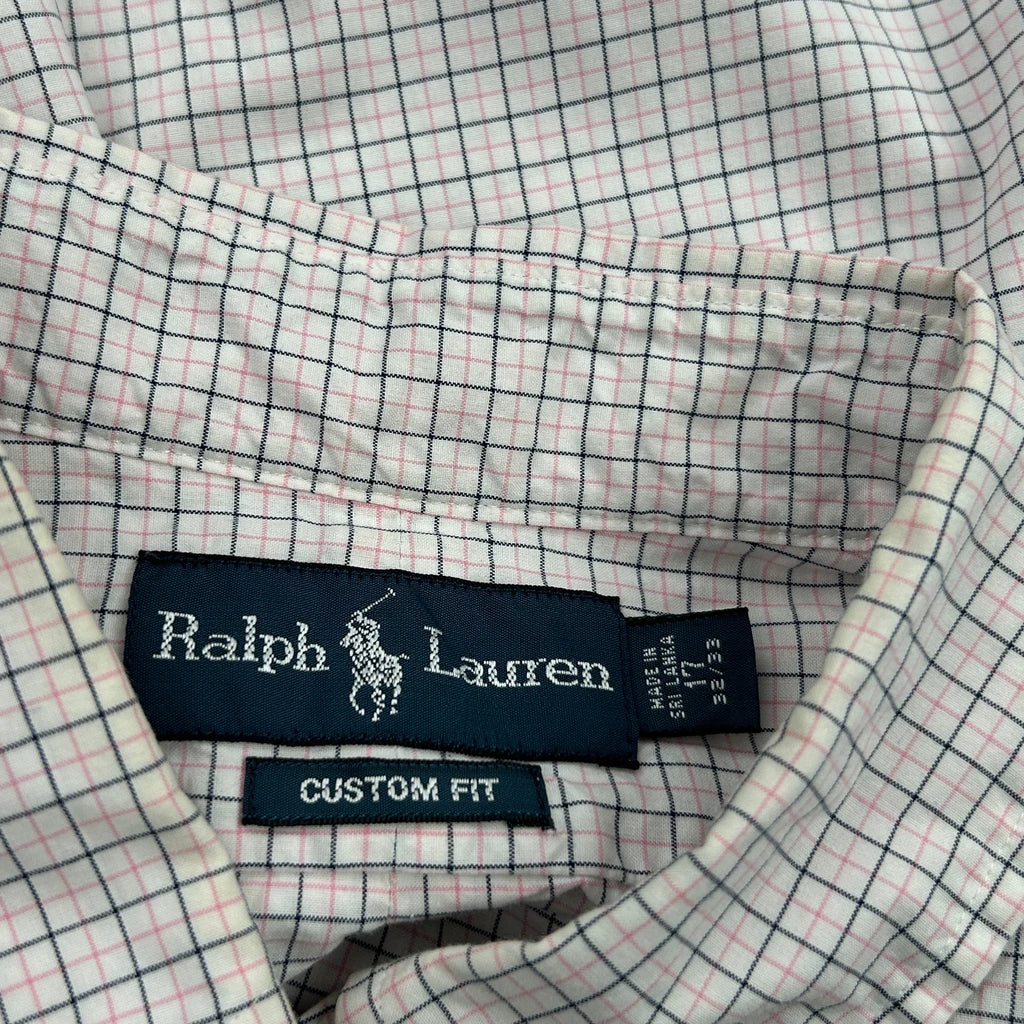 Ralph Lauren
MADE IN
SRI LANKA
17
32/33
CUSTOM FIT